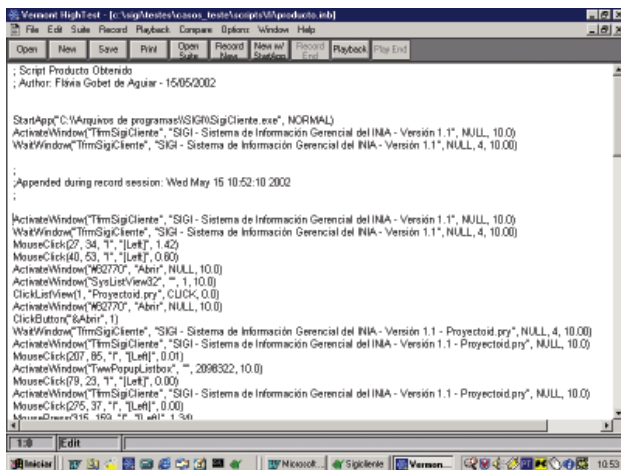 Vermont HighTest - [c:\sigi\testes\casos_teste\scripts\II\producto.inb]
File Edit Suite Record Playback Compare Options Window Help
Open New Save Print Open Suite Record New New w/ StartApp Record End Playback Play End
; Script Producto Obtenido
; Author: Flávia Gobet de Aguiar - 15/05/2002
StartApp("C:\\Arquivos de programas\\SIGI\\SigiCliente.exe", NORMAL)
ActivateWindow("TfrmSigiCliente", "SIGI - Sistema de Información Gerencial del INIA - Versión 1.1", NULL, 10.0)
WaitWindow("TfrmSigiCliente", "SIGI - Sistema de Información Gerencial del INIA - Versión 1.1", NULL, 4, 10.00)
;
;Appended during record session: Wed May 15 10:52:10 2002
;
ActivateWindow("TfrmSigiCliente", "SIGI - Sistema de Información Gerencial del INIA - Versión 1.1", NULL, 10.0)
WaitWindow("TfrmSigiCliente", "SIGI - Sistema de Información Gerencial del INIA - Versión 1.1", NULL, 4, 10.00)
MouseClick(27, 34, "l", "[Left]", 1.42)
MouseClick(40, 53, "l", "[Left]", 0.60)
ActivateWindow("#32770", "Abrir", NULL, 10.0)
ActivateWindow("SysListView32", "", 1, 10.0)
ClickListView(1, "Proyectoid.pry", CLICK, 0.0)
ActivateWindow("#32770", "Abrir", NULL, 10.0)
ClickButton("&Abrir", 1)
WaitWindow("TfrmSigiCliente", "SIGI - Sistema de Información Gerencial del INIA - Versión 1.1 - Proyectoid.pry", NULL, 4, 10.00)
ActivateWindow("TfrmSigiCliente", "SIGI - Sistema de Información Gerencial del INIA - Versión 1.1 - Proyectoid.pry", NULL, 10.0)
MouseClick(207, 85, "l", "[Left]", 0.01)
ActivateWindow("TwwPopupListbox", "", 2098322, 10.0)
MouseClick(79, 23, "l", "[Left]", 0.00)
ActivateWindow("TfrmSigiCliente", "SIGI - Sistema de Información Gerencial del INIA - Versión 1.1 - Proyectoid.pry", NULL, 10.0)
MouseClick(275, 37, "l", "[Left]", 0.00)
MousePress(315, 159, "l", "[Left]", 1.34)
1:0 Edit
Iniciar Microsoft... Sigicliente Vermon... 10:53